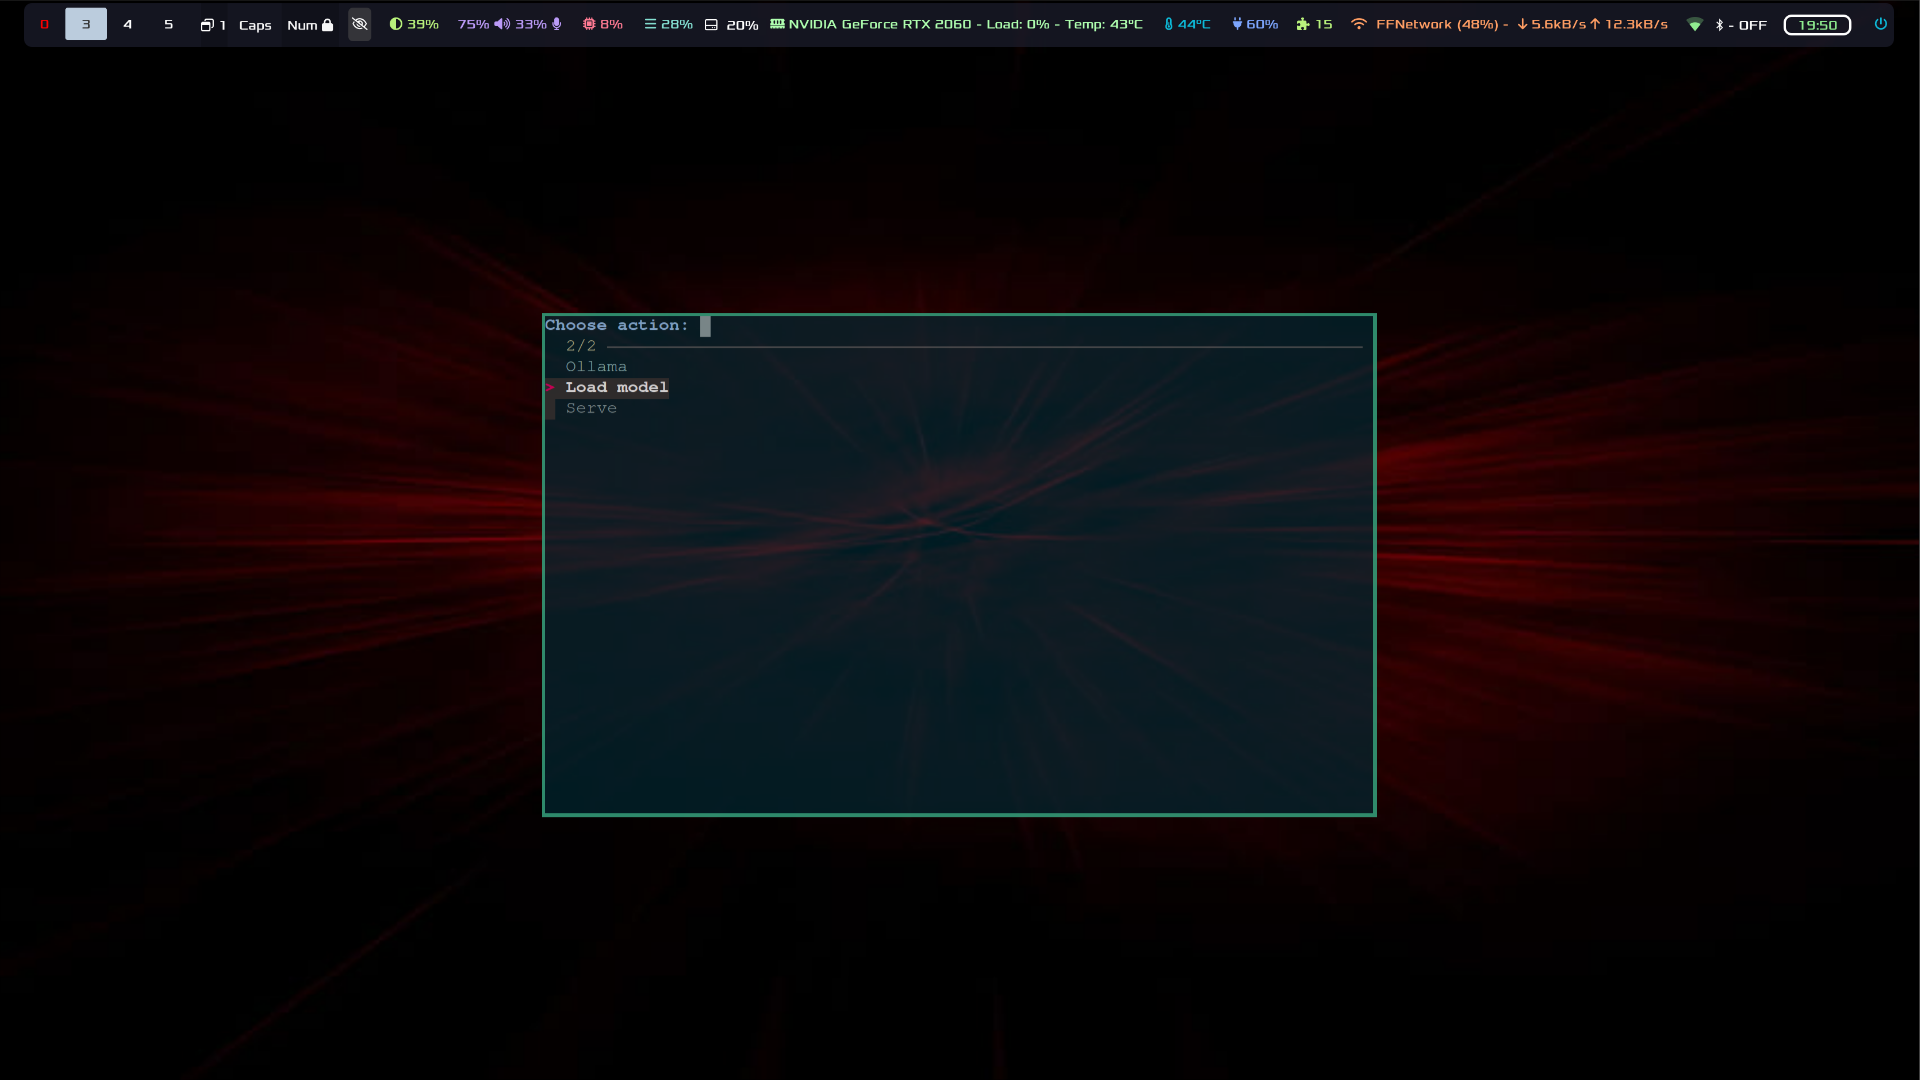 0 3 4 5 1 Caps Num 39% 75% 33% 8% 28% 20% NVIDIA GeForce RTX 2060 - Load: 0% - Temp: 43°C 44°C 60% 15 FFNetwork (48%) - ↓5.6kB/s ↑ 12.3kB/s - OFF 19:50
Choose action:
2/2
Ollama
> Load model
Serve